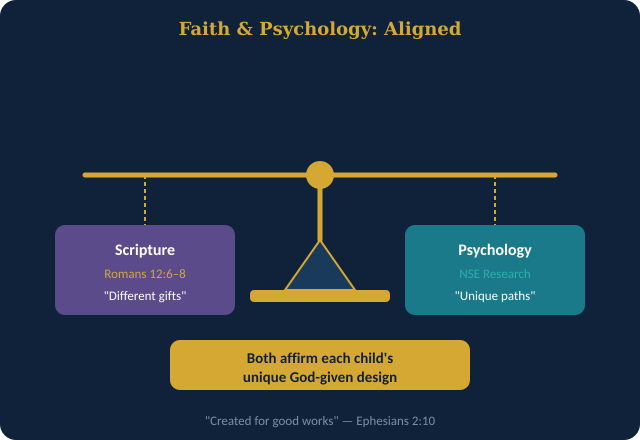 Faith & Psychology: Aligned
Scripture
Romans 12:6–8
"Different gifts"
Psychology
NSE Research
"Unique paths"
Both affirm each child's
unique God-given design
"Created for good works" — Ephesians 2:10